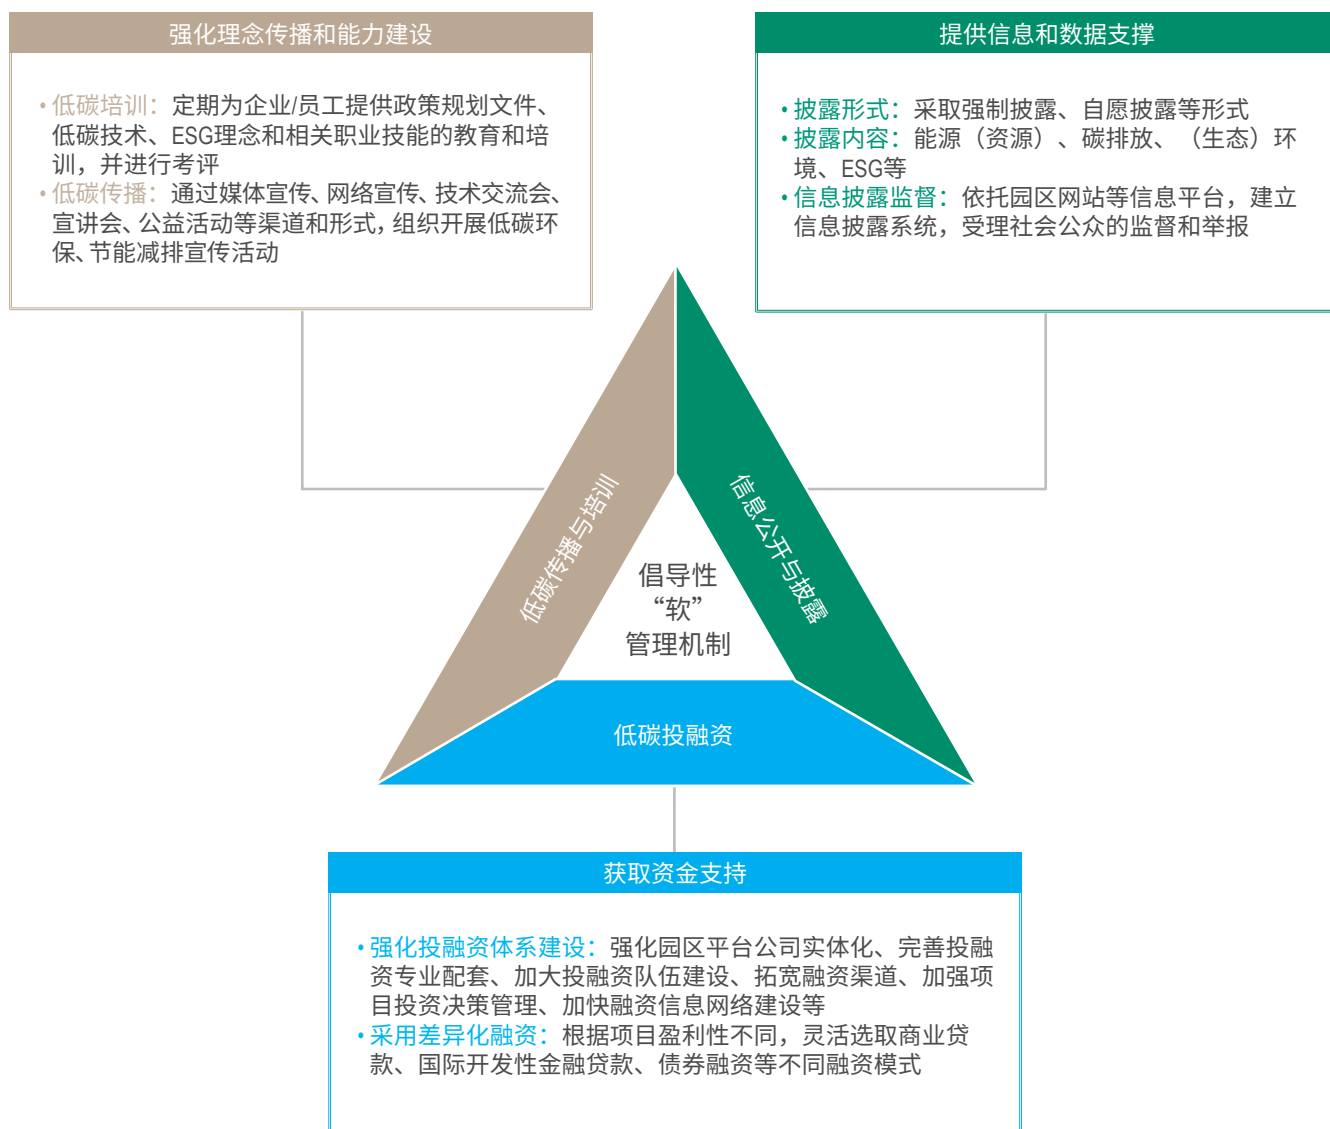 强化理念传播和能力建设
• 低碳培训：定期为企业/员工提供政策规划文件、
低碳技术、ESG理念和相关职业技能的教育和培
训，并进行考评
• 低碳传播：通过媒体宣传、网络宣传、技术交流会、
宣讲会、公益活动等渠道和形式，组织开展低碳环
保、节能减排宣传活动
提供信息和数据支撑
• 披露形式：采取强制披露、自愿披露等形式
• 披露内容：能源（资源）、碳排放、（生态）环
境、ESG等
• 信息披露监督：依托园区网站等信息平台，建立
信息披露系统，受理社会公众的监督和举报
低碳传播与培训
信息公开与披露
倡导性
“软”
管理机制
低碳投融资
获取资金支持
• 强化投融资体系建设：强化园区平台公司实体化、完善投融
资专业配套、加大投融资队伍建设、拓宽融资渠道、加强项
目投资决策管理、加快融资信息网络建设等
• 采用差异化融资：根据项目盈利性不同，灵活选取商业贷
款、国际开发性金融贷款、债券融资等不同融资模式